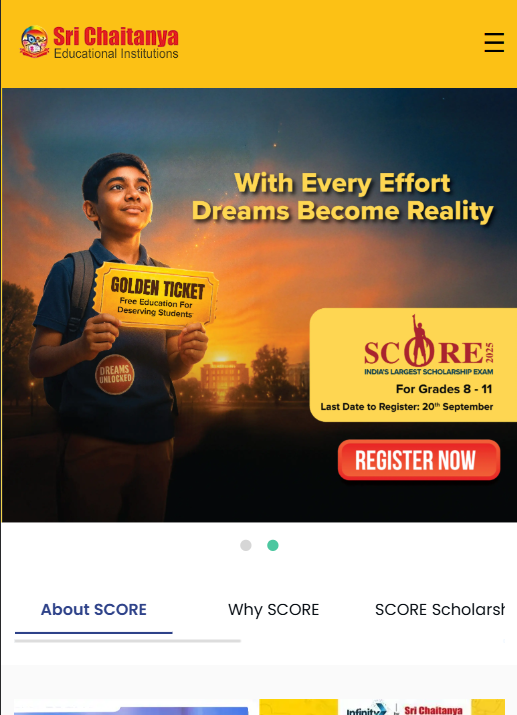 Sri Chaitanya
Educational Institutions
With Every Effort
Dreams Become Reality
GOLDEN TICKET
Free Education For
Deserving Students
DREAMS
UNLOCKED
SCORE 2025
INDIA'S LARGEST SCHOLARSHIP EXAM
For Grades 8 - 11
Last Date to Register: 20th September
REGISTER NOW
About SCORE Why SCORE SCORE
Infinity Sri Chaitanya